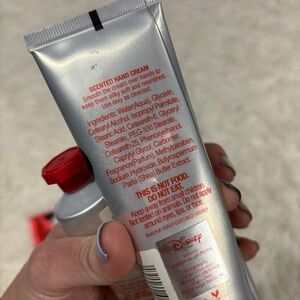 SCENTED HAND CREAM
Smooth the cream over hands to
keep them silky soft and nourished.
Use only as directed.
Ingredients: Water(Aqua), Glycerin,
Cetearyl Alcohol, Isopropyl Palmitate,
Stearic Acid, Ceteareth-6, Glyceryl
Stearate, PEG-100 Stearate,
Ceteareth-25, Phenoxyethanol,
Caprylyl Glycol, Carbomer,
Fragrance(Parfum), Methylparaben,
Sodium Hydroxide, Butyrospermum
Parkii (Shea) Butter Extract.
THIS IS NOT FOOD.
DO NOT EAT.
Keep away from small children.
Not tested on animals. Do not apply
around eyes, lips, or face.
DISNEY